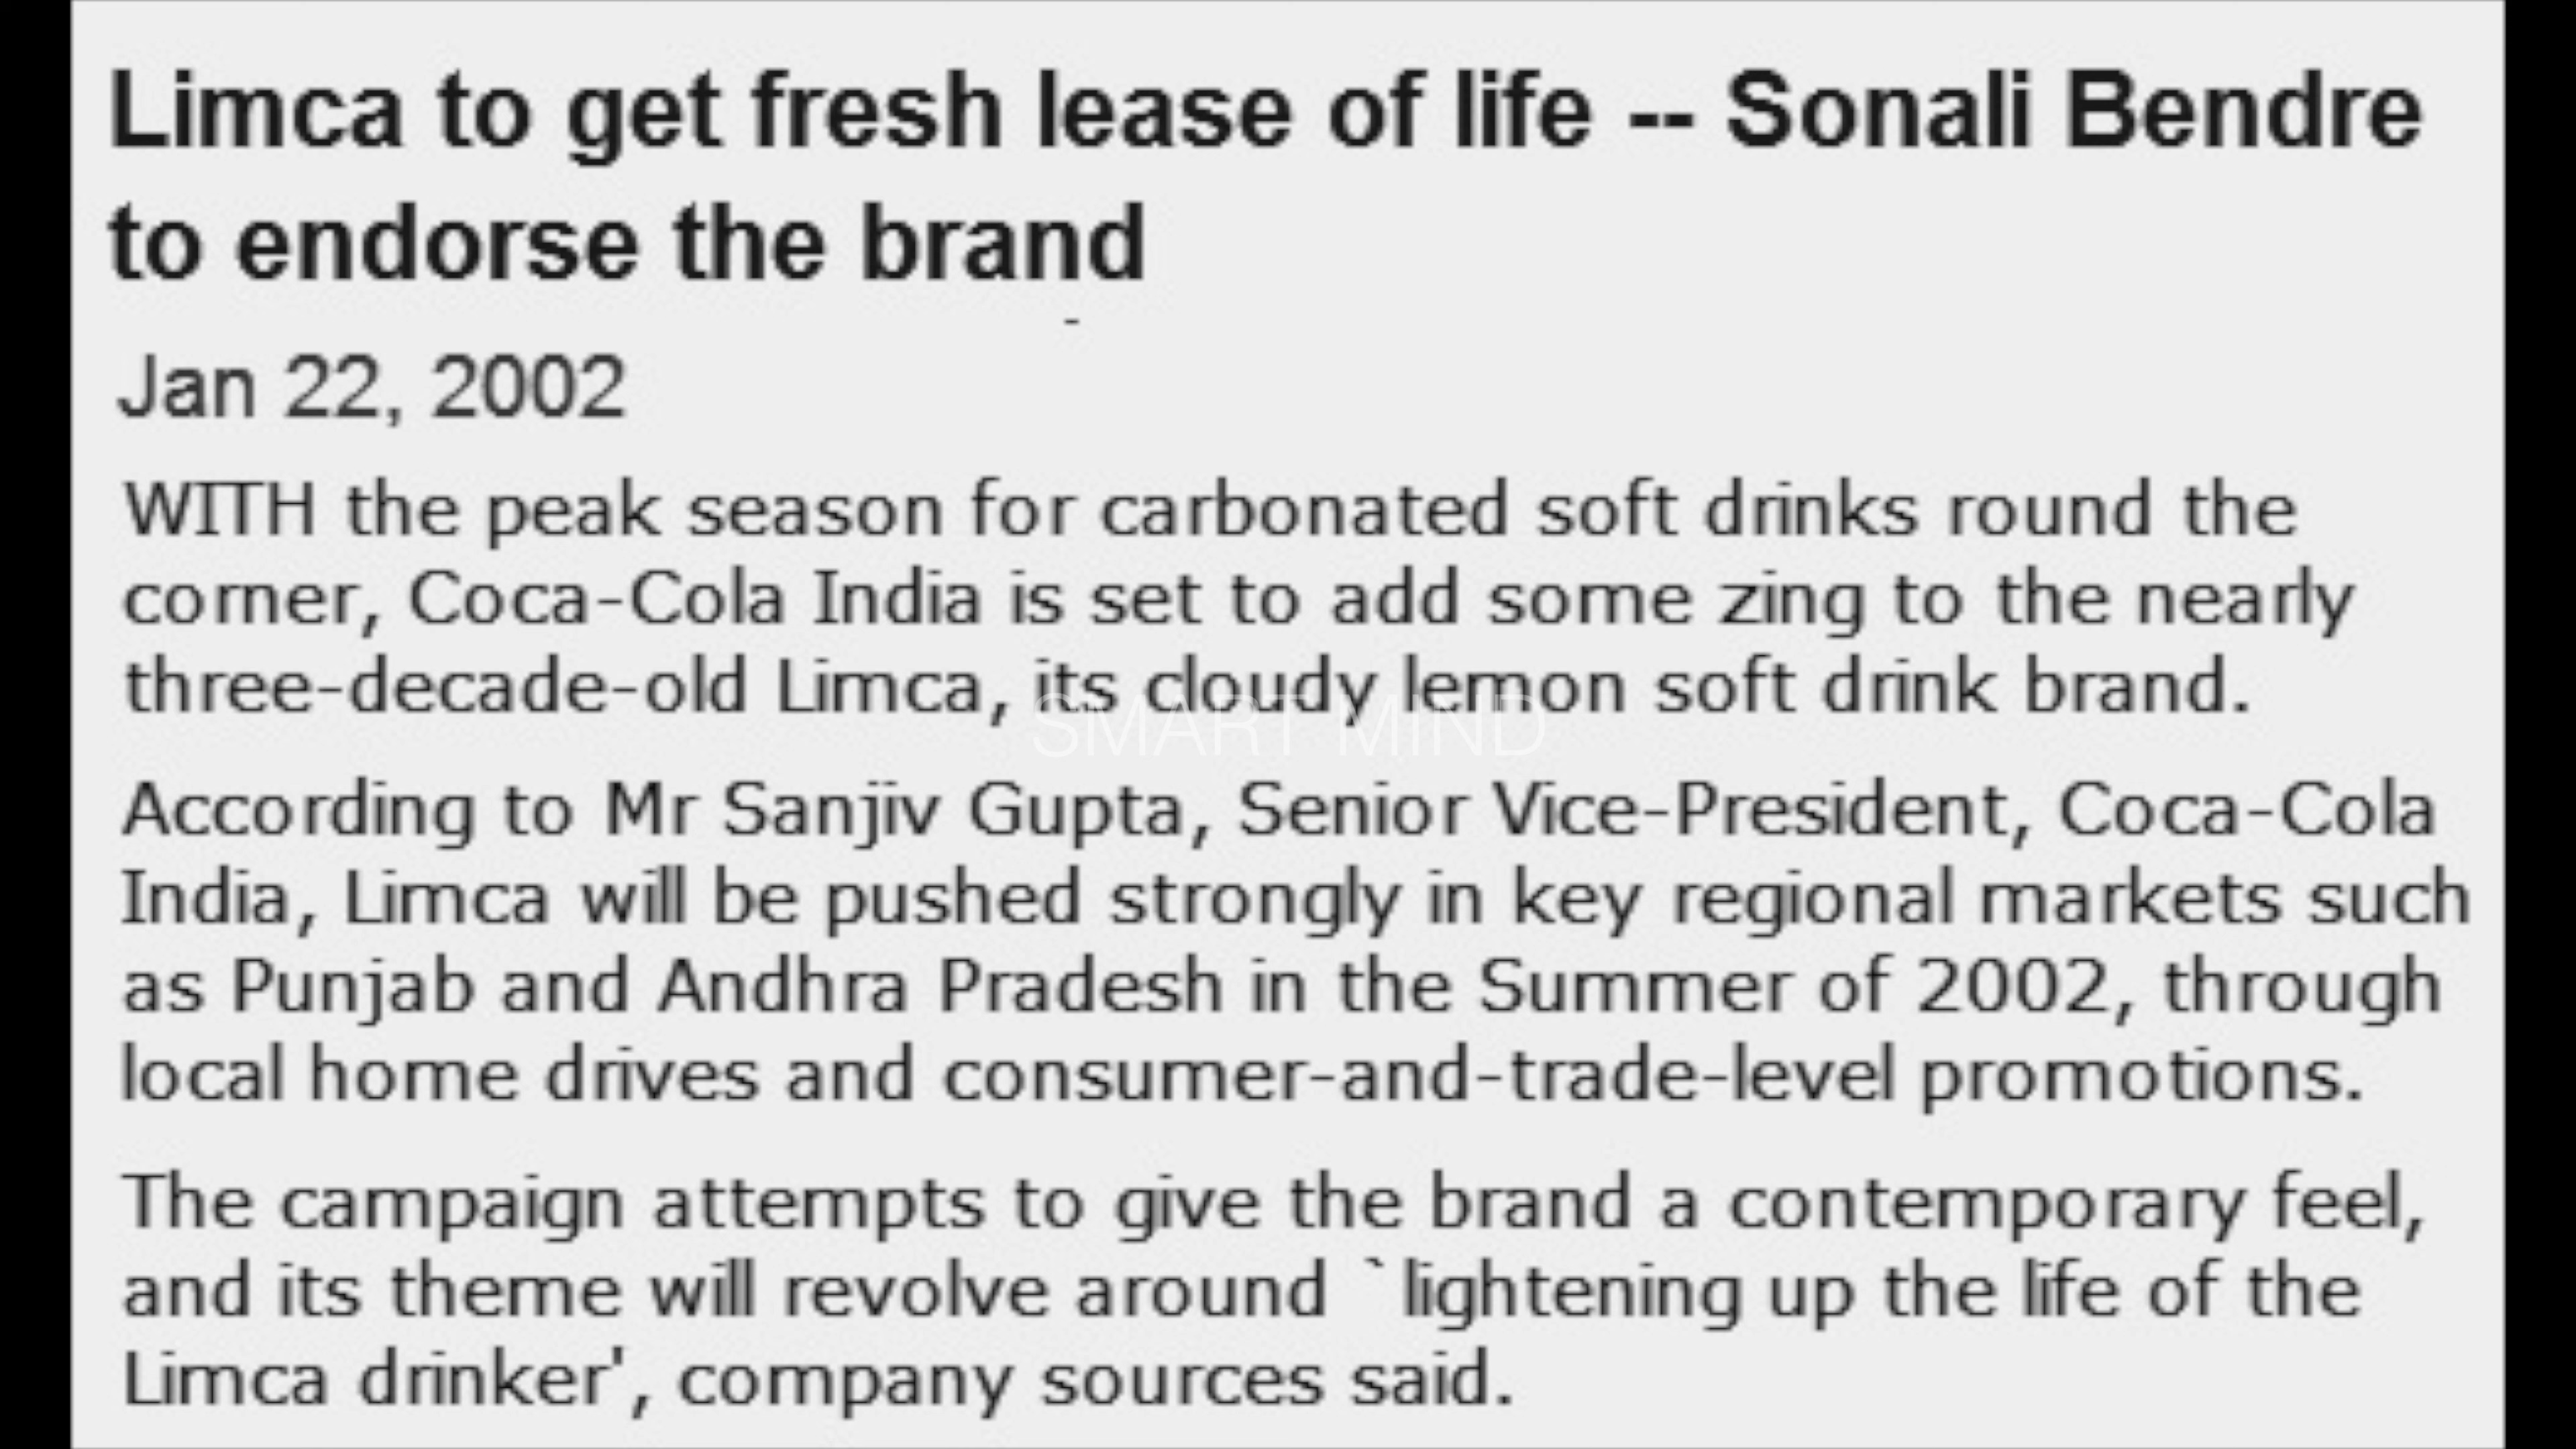 Limca to get fresh lease of life -- Sonali Bendre
to endorse the brand
-
Jan 22, 2002
WITH the peak season for carbonated soft drinks round the
corner, Coca-Cola India is set to add some zing to the nearly
three-decade-old Limca, its cloudy lemon soft drink brand.
SMART MIND
According to Mr Sanjiv Gupta, Senior Vice-President, Coca-Cola
India, Limca will be pushed strongly in key regional markets such
as Punjab and Andhra Pradesh in the Summer of 2002, through
local home drives and consumer-and-trade-level promotions.
The campaign attempts to give the brand a contemporary feel,
and its theme will revolve around `lightening up the life of the
Limca drinker', company sources said.